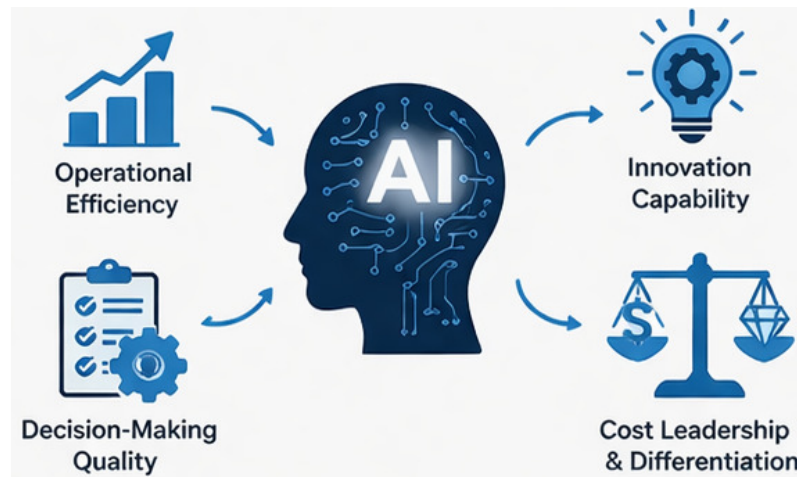 Operational
Efficiency
AI
Innovation
Capability
Decision-Making
Quality
$
Cost Leadership
& Differentiation